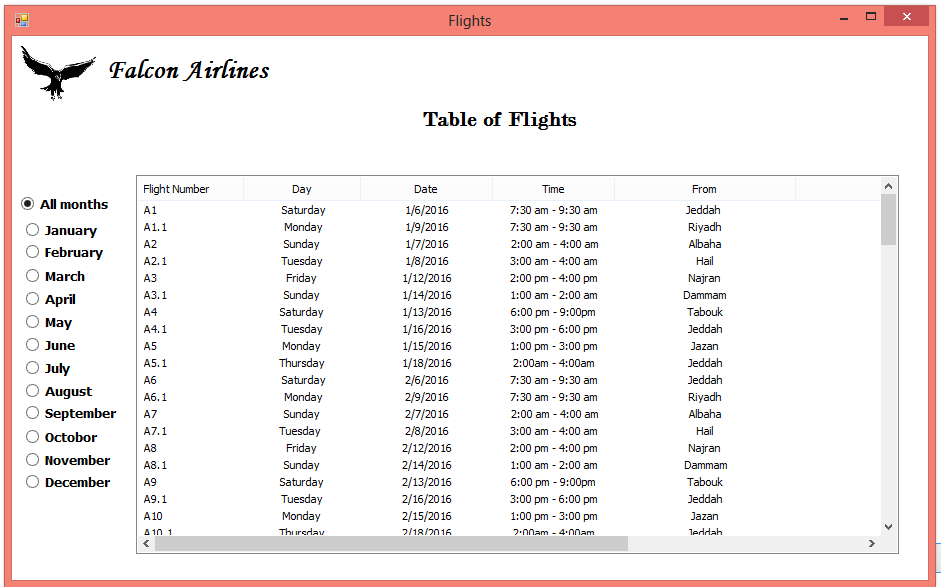 Flights
Falcon Airlines
Table of Flights
All months
January
February
March
April
May
June
July
August
September
Octobor
November
December
Flight Number Day Date Time From
A1 Saturday 1/6/2016 7:30 am - 9:30 am Jeddah
A1.1 Monday 1/9/2016 7:30 am - 9:30 am Riyadh
A2 Sunday 1/7/2016 2:00 am - 4:00 am Albaha
A2.1 Tuesday 1/8/2016 3:00 am - 4:00 am Hail
A3 Friday 1/12/2016 2:00 pm - 4:00 pm Najran
A3.1 Sunday 1/14/2016 1:00 am - 2:00 am Dammam
A4 Saturday 1/13/2016 6:00 pm - 9:00pm Tabouk
A4.1 Tuesday 1/16/2016 3:00 pm - 6:00 pm Jeddah
A5 Monday 1/15/2016 1:00 pm - 3:00 pm Jazan
A5.1 Thursday 1/18/2016 2:00am - 4:00am Jeddah
A6 Saturday 2/6/2016 7:30 am - 9:30 am Jeddah
A6.1 Monday 2/9/2016 7:30 am - 9:30 am Riyadh
A7 Sunday 2/7/2016 2:00 am - 4:00 am Albaha
A7.1 Tuesday 2/8/2016 3:00 am - 4:00 am Hail
A8 Friday 2/12/2016 2:00 pm - 4:00 pm Najran
A8.1 Sunday 2/14/2016 1:00 am - 2:00 am Dammam
A9 Saturday 2/13/2016 6:00 pm - 9:00pm Tabouk
A9.1 Tuesday 2/16/2016 3:00 pm - 6:00 pm Jeddah
A10 Monday 2/15/2016 1:00 pm - 3:00 pm Jazan
A10.1 Thursday 2/18/2016 2:00am - 4:00am Jeddah